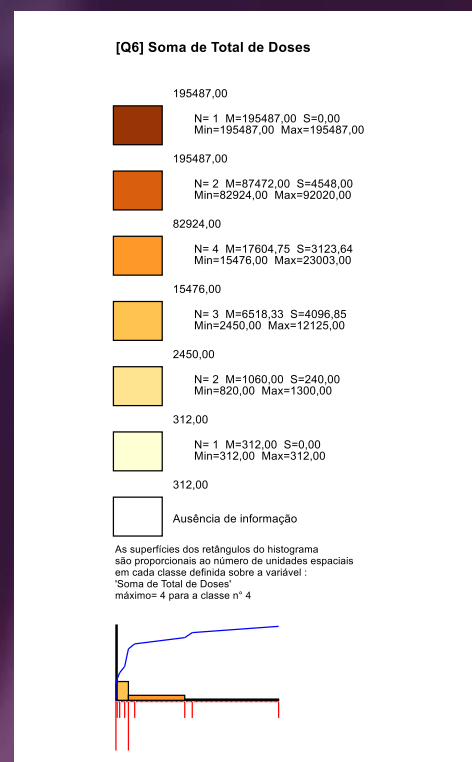 [Q6] Soma de Total de Doses
195487,00
N= 1 M=195487,00 S=0,00
Min=195487,00 Max=195487,00
195487,00
N= 2 M=87472,00 S=4548,00
Min=82924,00 Max=92020,00
82924,00
N= 4 M=17604,75 S=3123,64
Min=15476,00 Max=23003,00
15476,00
N= 3 M=6518,33 S=4096,85
Min=2450,00 Max=12125,00
2450,00
N= 2 M=1060,00 S=240,00
Min=820,00 Max=1300,00
312,00
N= 1 M=312,00 S=0,00
Min=312,00 Max=312,00
312,00
Ausência de informação
As superfícies dos retângulos do histograma
são proporcionais ao número de unidades espaciais
em cada classe definida sobre a variável :
'Soma de Total de Doses'
máximo= 4 para a classe n° 4